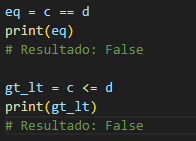 eq = c == d
print(eq)
# Resultado: False
gt_lt = c <= d
print(gt_lt)
# Resultado: False